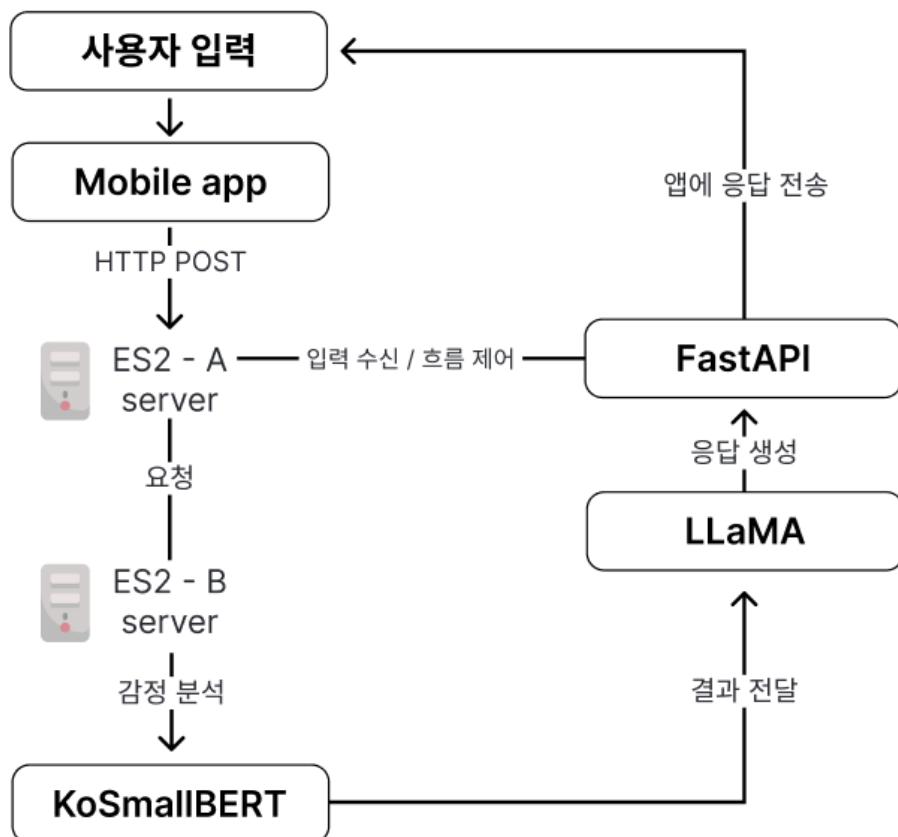 사용자 입력
Mobile app
HTTP POST
앱에 응답 전송
ES2 - A
server
입력 수신 / 흐름 제어
FastAPI
요청
응답 생성
LLaMA
ES2 - B
server
감정 분석
결과 전달
KoSmallBERT